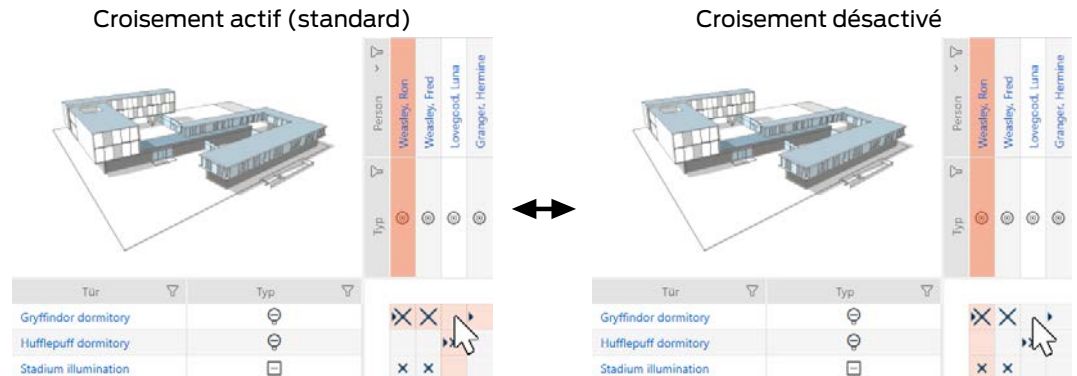 Croisement actif (standard)
Croisement désactivé
Person
Weasley, Ron
Weasley, Fred
Lovegood, Luna
Granger, Hermine
Typ
Tür
Typ
Gryffindor dormitory
Hufflepuff dormitory
Stadium illumination
Person
Weasley, Ron
Weasley, Fred
Lovegood, Luna
Granger, Hermine
Typ
Tür
Typ
Gryffindor dormitory
Hufflepuff dormitory
Stadium illumination